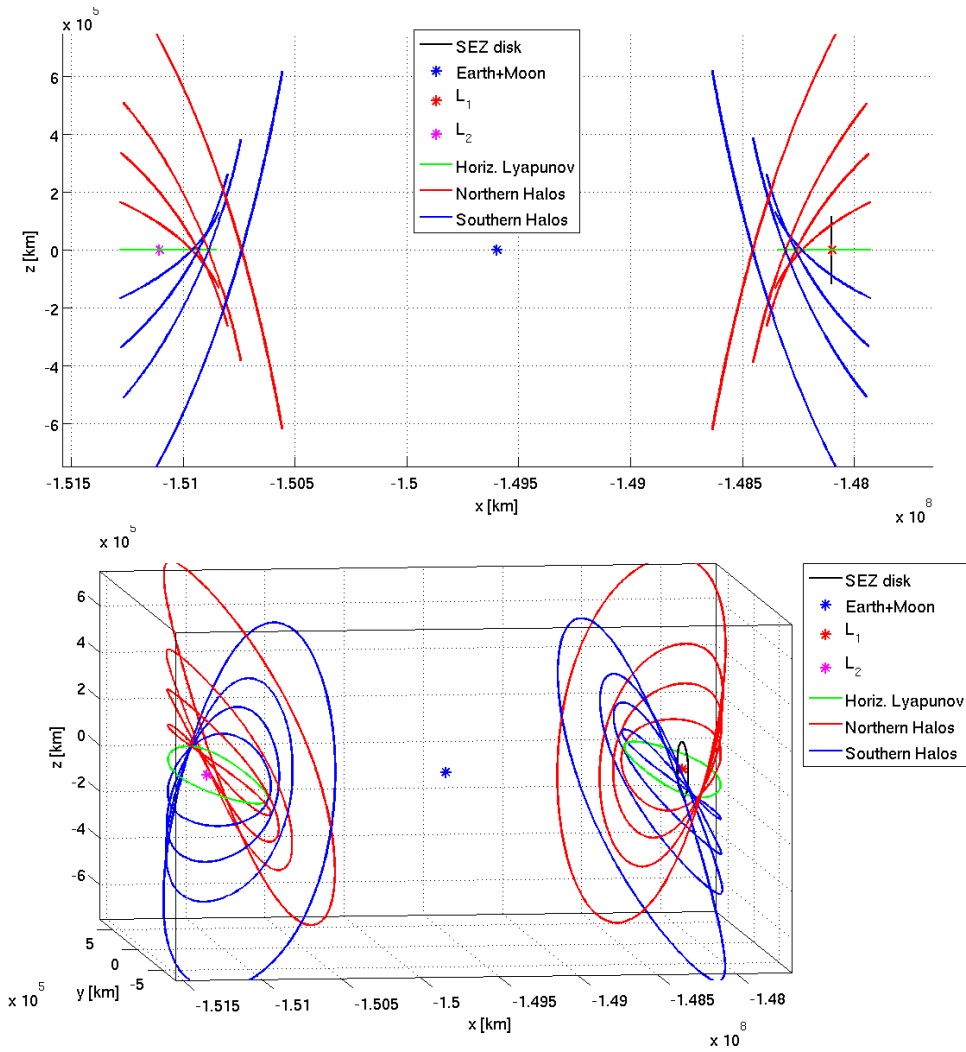 x 10^5
6
4
2
0
-2
-4
-6
z [km]
SEZ disk
Earth+Moon
L_1
L_2
Horiz. Lyapunov
Northern Halos
Southern Halos
-1.515 -1.51 -1.505 -1.5 -1.495 -1.49 -1.485 -1.48
x [km]
x 10^8
x 10^5
6
4
2
0
-2
-4
-6
z [km]
SEZ disk
Earth+Moon
L_1
L_2
Horiz. Lyapunov
Northern Halos
Southern Halos
5
0
-5
y [km]
x 10^5
-1.515 -1.51 -1.505 -1.5 -1.495 -1.49 -1.485 -1.48
x [km]
x 10^8